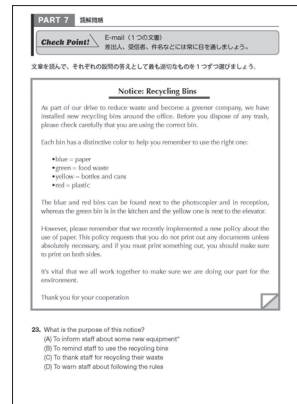 PART 7 読解問題
Check Point!
E-mail（1つの文書）
差出人、受信者、件名などには常に目を通しましょう。
文章を読んで、それぞれの設問の答えとして最も適切なものを1つずつ選びましょう。
Notice: Recycling Bins
As part of our drive to reduce waste and become a greener company, we have
installed new recycling bins around the office. Before you dispose of any trash,
please check carefully that you are using the correct bin.
Each bin has a distinctive color to help you remember to use the right one:
•blue = paper
•green = food waste
•yellow = bottles and cans
•red = plastic
The blue and red bins can be found next to the photocopier and in reception,
whereas the green bin is in the kitchen and the yellow one is next to the elevator.
However, please remember that we recently implemented a new policy about the
use of paper. This policy requests that you do not print out any documents unless
absolutely necessary, and if you must print something out, you should make sure
to print on both sides.
It's vital that we all work together to make sure we are doing our part for the
environment.
Thank you for your cooperation
23. What is the purpose of this notice?
(A) To inform staff about some new equipment*
(B) To remind staff to use the recycling bins
(C) To thank staff for recycling their waste
(D) To warn staff about following the rules